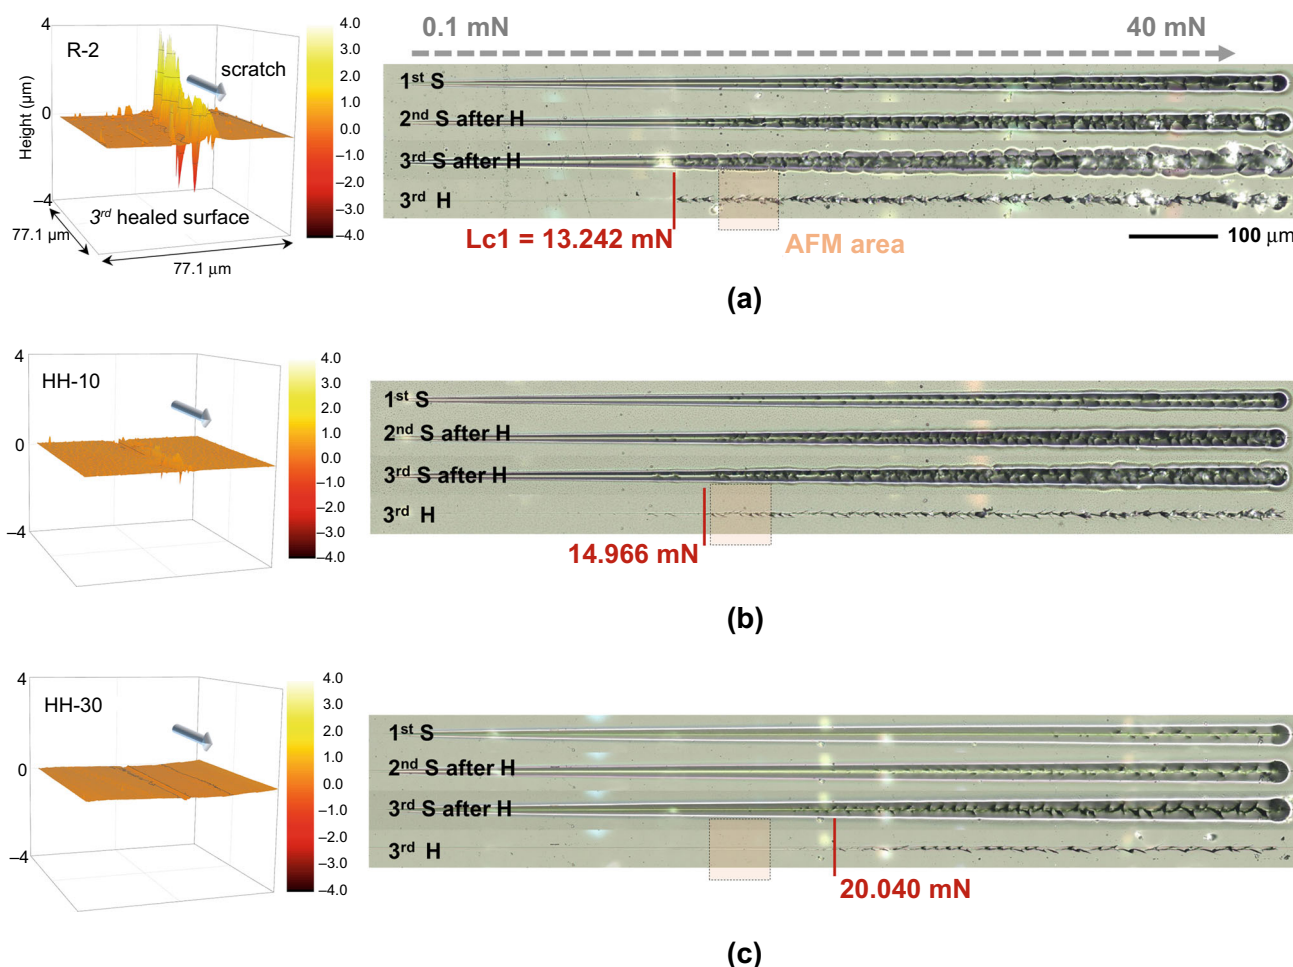 4
R-2
scratch
Height (µm)
0
−4
3rd healed surface
77.1 µm
77.1 µm
4.0
3.0
2.0
1.0
0.0
−1.0
−2.0
−3.0
−4.0
0.1 mN
40 mN
1st S
2nd S after H
3rd S after H
3rd H
Lc1 = 13.242 mN
AFM area
100 µm
(a)
4
HH-10
0
−4
4.0
3.0
2.0
1.0
0.0
−1.0
−2.0
−3.0
−4.0
1st S
2nd S after H
3rd S after H
3rd H
14.966 mN
(b)
4
HH-30
0
−4
4.0
3.0
2.0
1.0
0.0
−1.0
−2.0
−3.0
−4.0
1st S
2nd S after H
3rd S after H
3rd H
20.040 mN
(c)